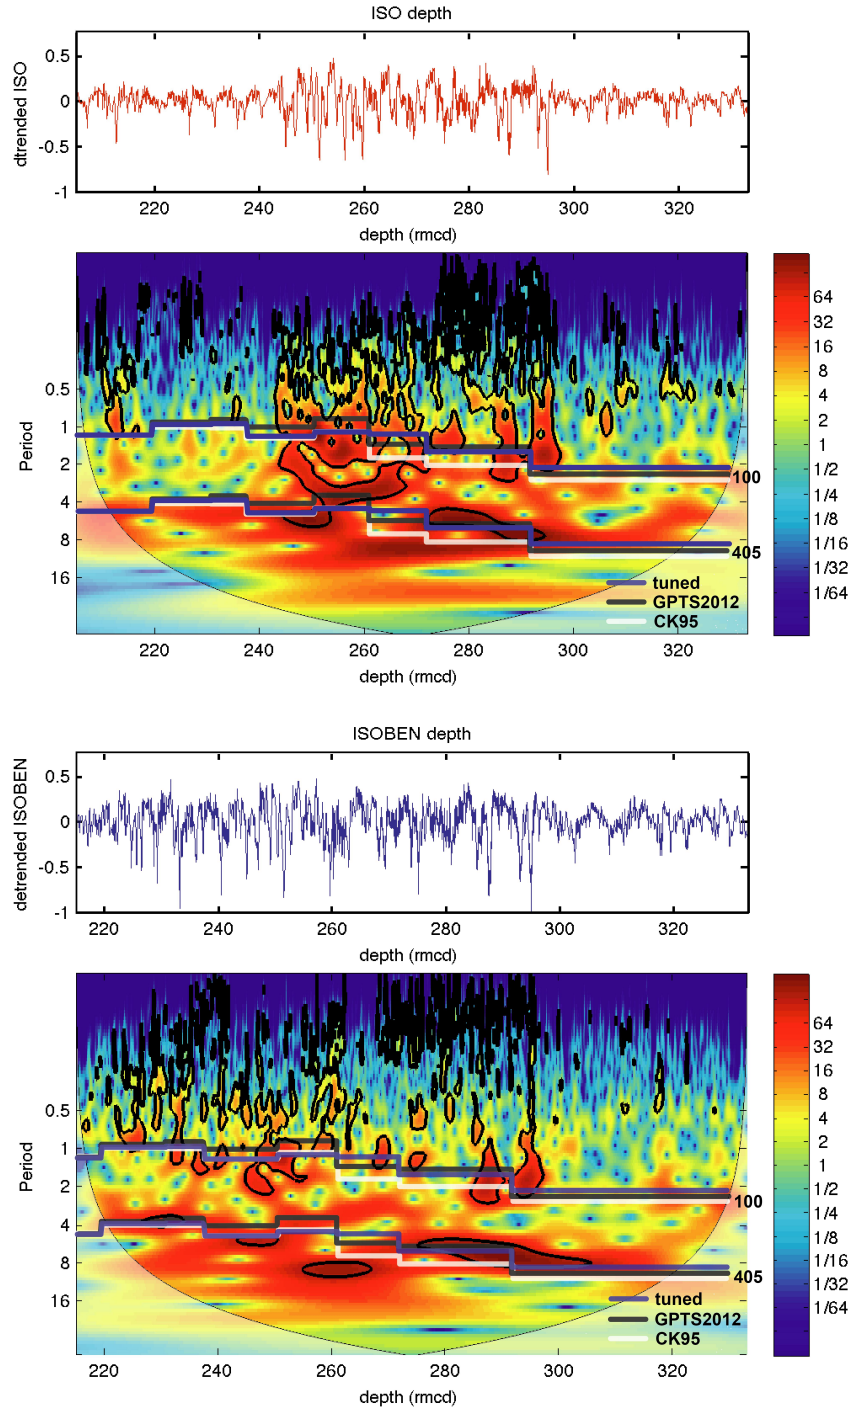 ISO depth
dtrended ISO
0.5
0
-0.5
-1
220 240 260 280 300 320
depth (rmcd)
Period
0.5
1
2
4
8
16
100
405
tuned
GPTS2012
CK95
220 240 260 280 300 320
depth (rmcd)
64
32
16
8
4
2
1
1/2
1/4
1/8
1/16
1/32
1/64
ISOBEN depth
detrended ISOBEN
0.5
0
-0.5
-1
220 240 260 280 300 320
depth (rmcd)
Period
0.5
1
2
4
8
16
100
405
tuned
GPTS2012
CK95
220 240 260 280 300 320
depth (rmcd)
64
32
16
8
4
2
1
1/2
1/4
1/8
1/16
1/32
1/64